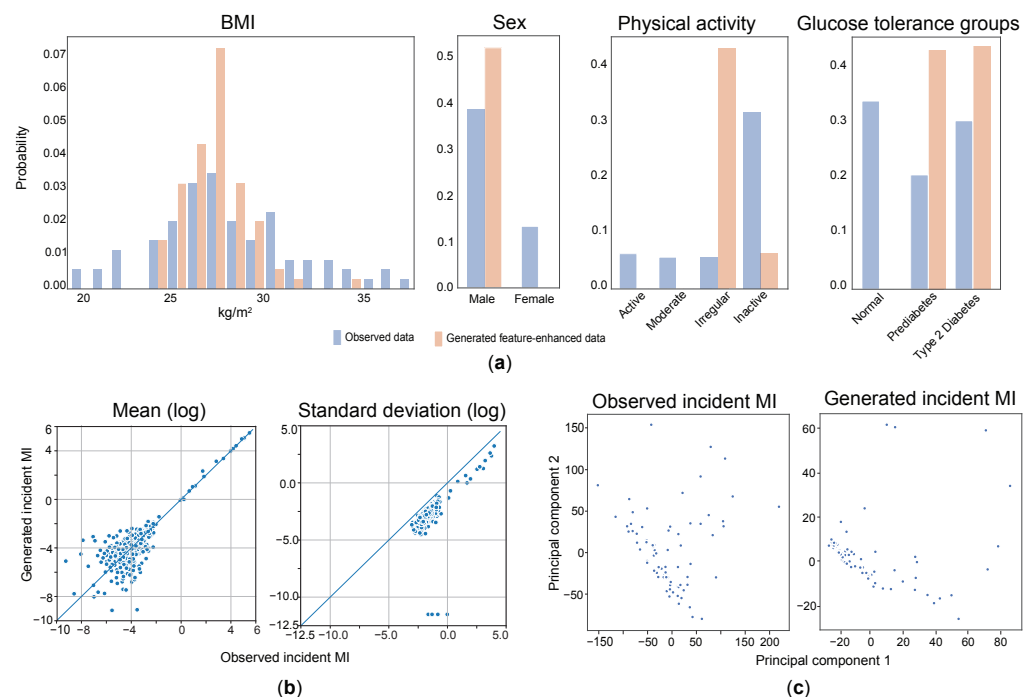 BMI
Sex
Physical activity
Glucose tolerance groups
Probability
0.07
0.06
0.05
0.04
0.03
0.02
0.01
0.00
20
25
30
35
kg/m²
0.5
0.4
0.3
0.2
0.1
0.0
Male
Female
0.4
0.3
0.2
0.1
0.0
Active
Moderate
Irregular
Inactive
0.4
0.3
0.2
0.1
0.0
Normal
Prediabetes
Type 2 Diabetes
Observed data
Generated feature-enhanced data
(a)
Mean (log)
Standard deviation (log)
Generated incident MI
6
4
2
0
−2
−4
−6
−8
−10
−10
−8
−4
0
4
6
5.0
2.5
0.0
−5.0
−10.0
−12.5
−12.5
−10.0
−5.0
0.0
5.0
Observed incident MI
(b)
Observed incident MI
Generated incident MI
Principal component 2
150
100
50
0
−50
−150
−50
0
50
100
200
60
40
20
0
−20
−20
0
20
40
60
80
100
Principal component 1
(c)